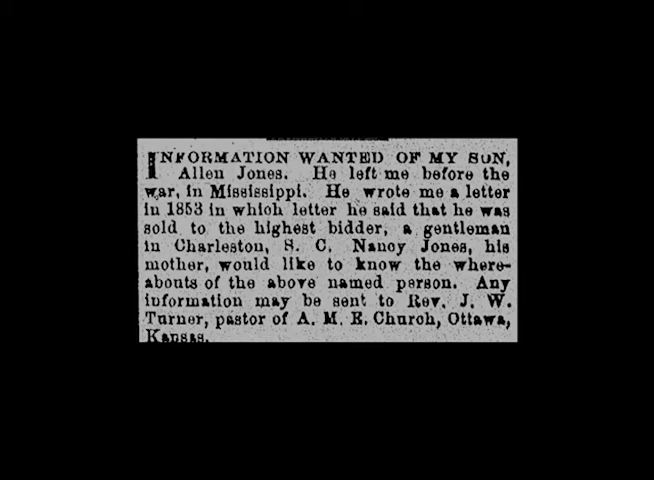 INFORMATION WANTED OF MY SON,
Allen Jones. He left me before the
war, in Mississippi. He wrote me a letter
in 1853 in which letter he said that he was
sold to the highest bidder, a gentleman
in Charleston, S. C. Nancy Jones, his
mother, would like to know the where-
abouts of the above named person. Any
information may be sent to Rev. J. W.
Turner, pastor of A. M. E. Church, Ottawa,
Kansas.